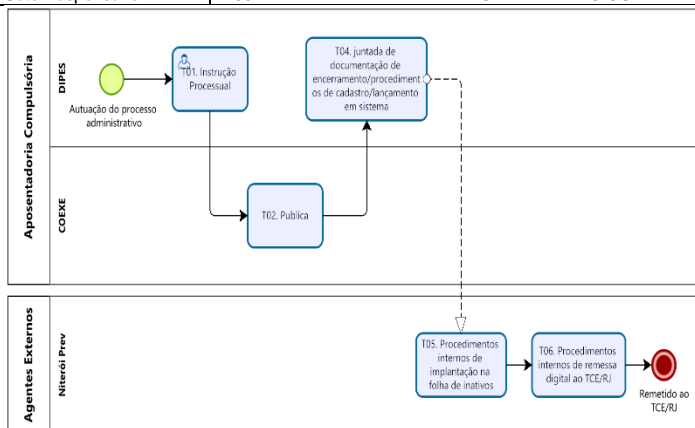 Aposentadoria Compulsória
DIPES
Autuação do processo
administrativo
T01. Instrução
Processual
T04. juntada de
documentação de
encerramento/procediment
os de cadastro/lançamento
em sistema
COEXE
T02. Publica
Agentes Externos
Niterói Prev
T05. Procedimentos
internos de
implantação na
folha de inativos
T06. Procedimentos
internos de remessa
digital ao TCE/RJ
Remetido ao
TCE/RJ